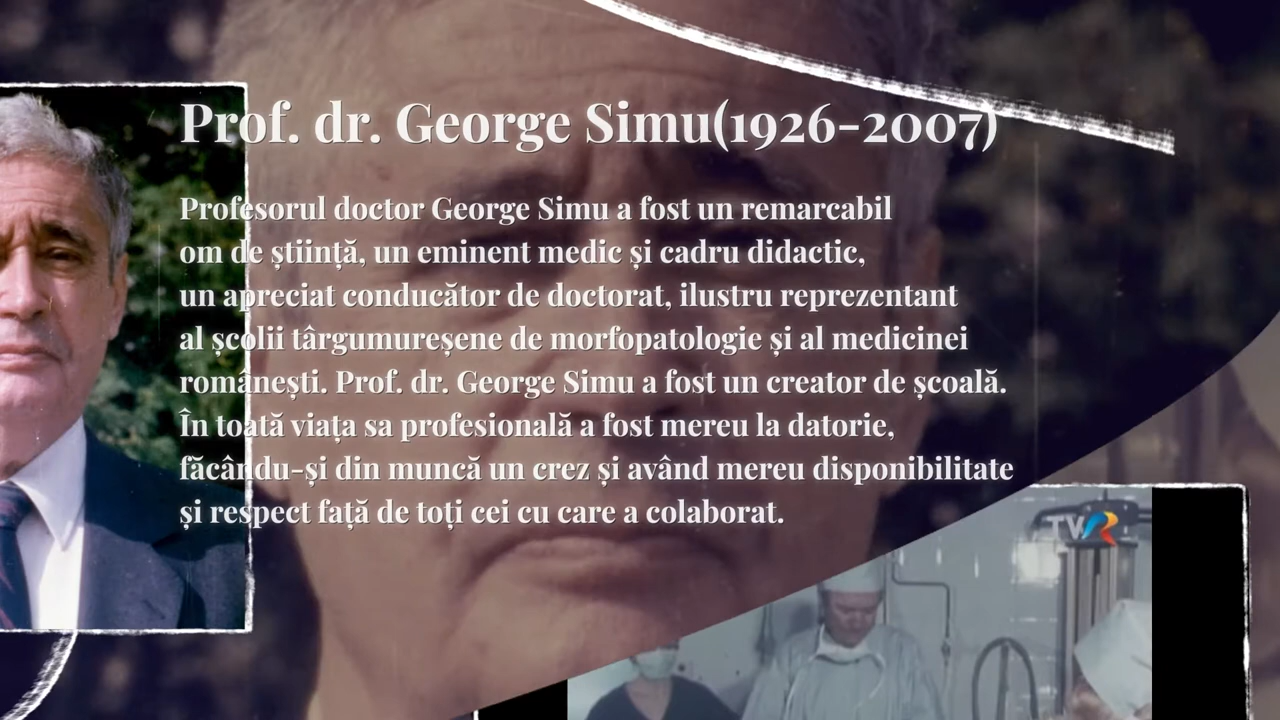 Prof. dr. George Simu(1926-2007)
Profesorul doctor George Simu a fost un remarcabil
om de știință, un eminent medic și cadru didactic,
un apreciat conducător de doctorat, ilustru reprezentant
al școlii târgumureșene de morfopatologie și al medicinei
românești. Prof. dr. George Simu a fost un creator de școală.
În toată viața sa profesională a fost mereu la datorie,
făcându-și din muncă un crez și având mereu disponibilitate
și respect față de toți cei cu care a colaborat.
TVR